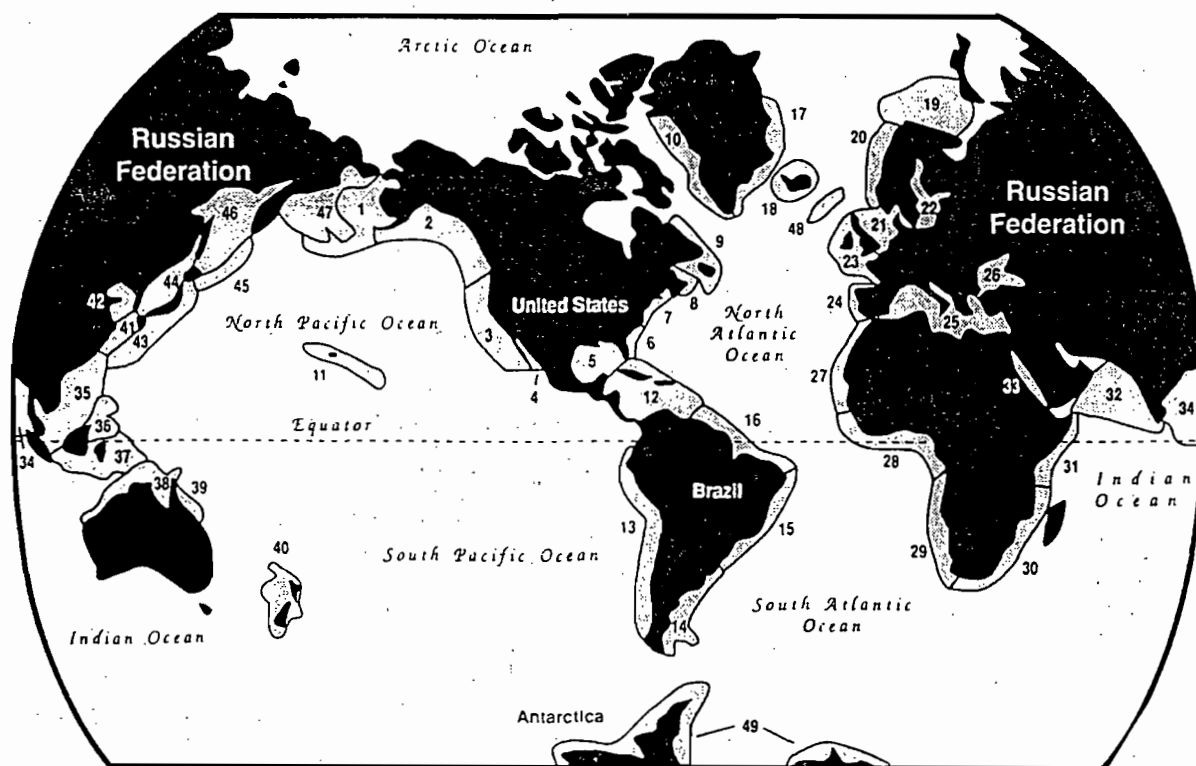 Arctic Ocean
17
19
10
20
Russian
Federation
Russian
Federation
46
47
1
2
18
48
21
22
9
23
26
44
45
42
United States
8
24
41
43
North Pacific Ocean
3
7
North
Atlantic
Ocean
25
6
5
11
4
27
33
32
35
12
34
36
Equator
16
34
37
28
31
38
39
Brazil
Indian
Ocean
13
15
40
South Pacific Ocean
29
30
South Atlantic
Ocean
14
Indian Ocean
Antarctica
49